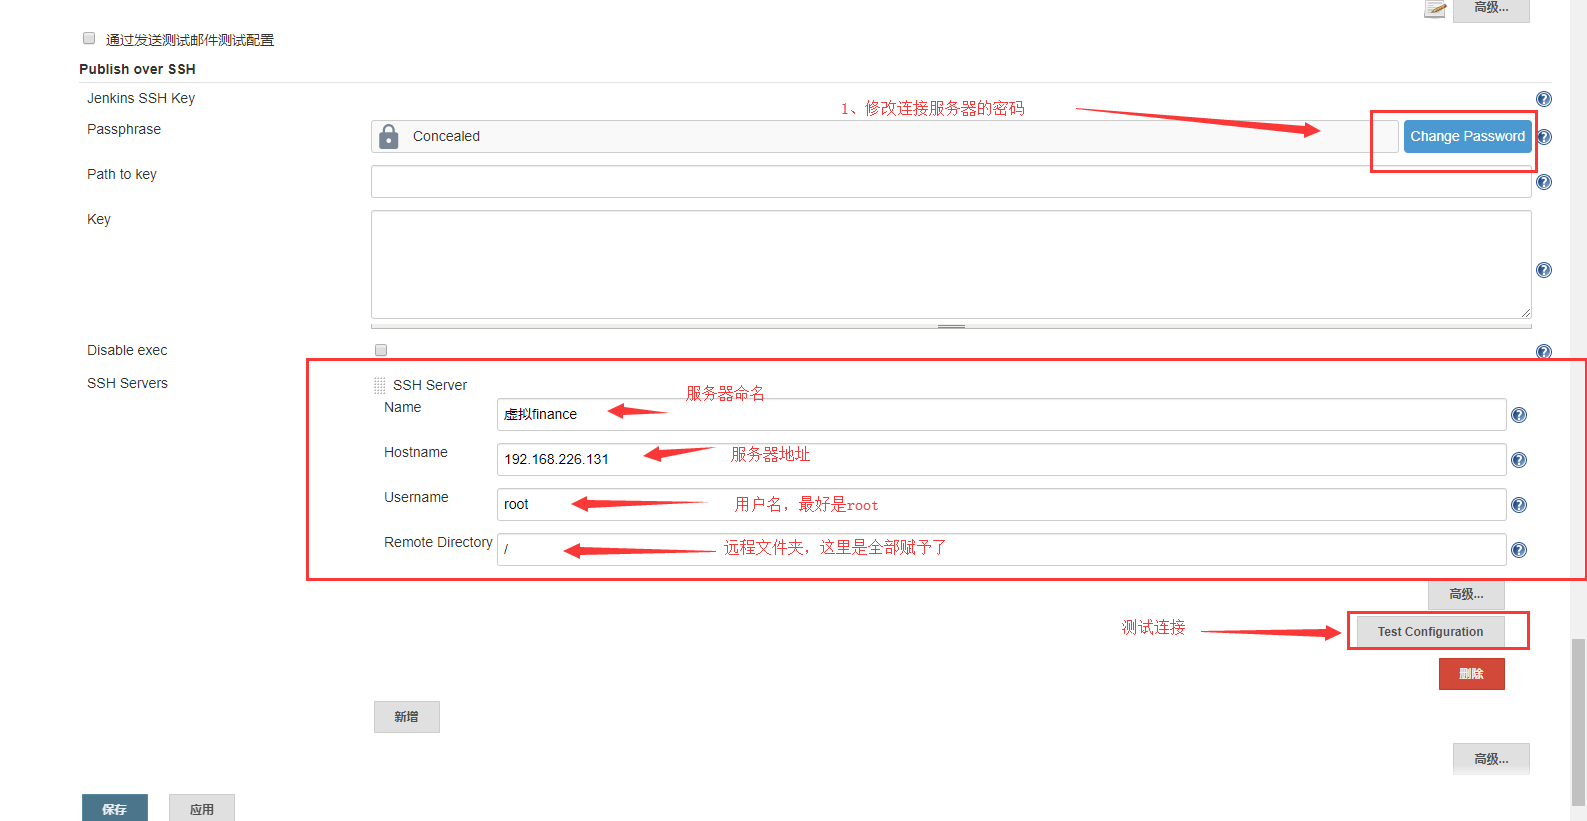 高级...
通过发送测试邮件测试配置
Publish over SSH
Jenkins SSH Key
1、修改连接服务器的密码
Passphrase
Concealed
Change Password
Path to key
Key
Disable exec
SSH Servers
SSH Server
服务器命名
Name
虚拟finance
Hostname
192.168.226.131
服务器地址
Username
root
用户名，最好是root
Remote Directory
/
远程文件夹，这里是全部赋予了
高级...
测试连接
Test Configuration
删除
新增
高级...
保存
应用